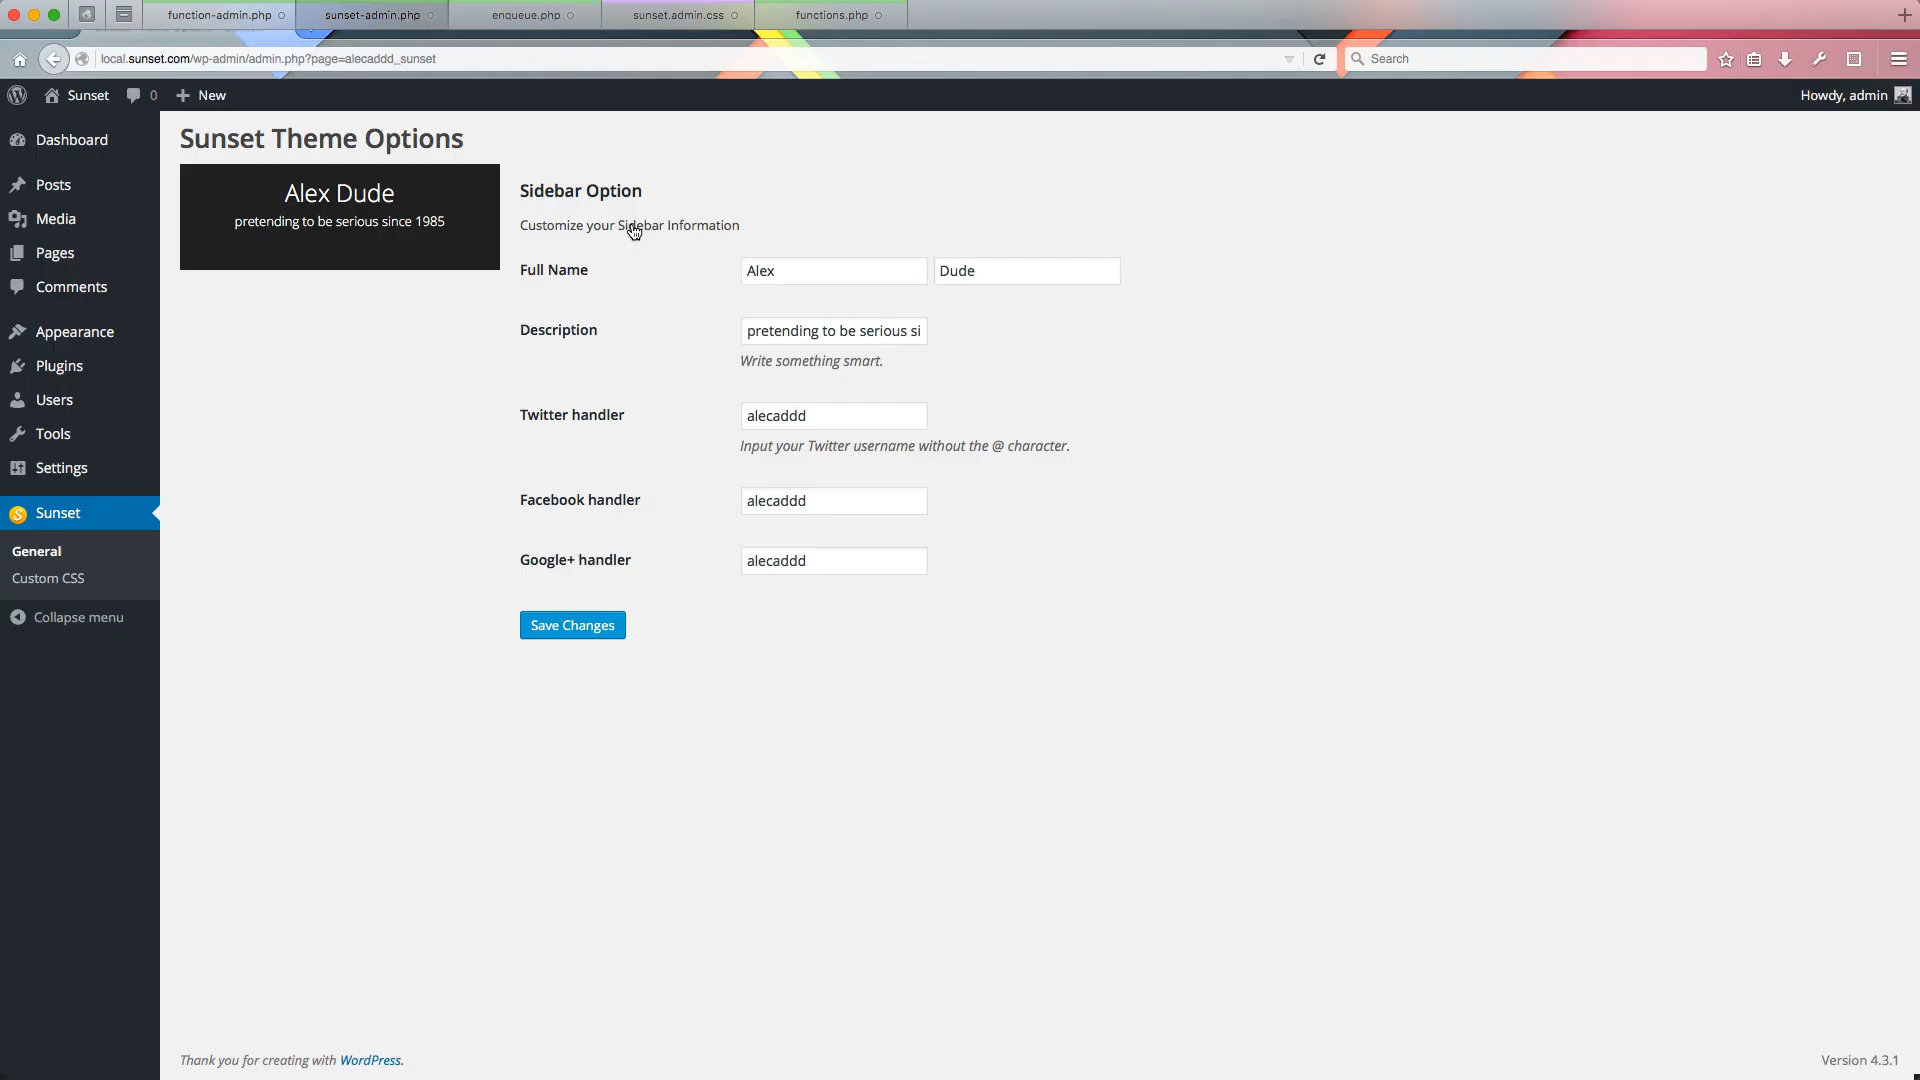 function-admin.php
sunset-admin.php
enqueue.php
sunset.admin.css
functions.php
local.sunset.com/wp-admin/admin.php?page=alecaddd_sunset
Search
Sunset 0 New
Howdy, admin
Dashboard
Posts
Media
Pages
Comments
Appearance
Plugins
Users
Tools
Settings
Sunset
General
Custom CSS
Collapse menu
Sunset Theme Options
Alex Dude
pretending to be serious since 1985
Sidebar Option
Customize your Sidebar Information
Full Name Alex Dude
Description pretending to be serious si
Write something smart.
Twitter handler alecaddd
Input your Twitter username without the @ character.
Facebook handler alecaddd
Google+ handler alecaddd
Save Changes
Thank you for creating with WordPress.
Version 4.3.1